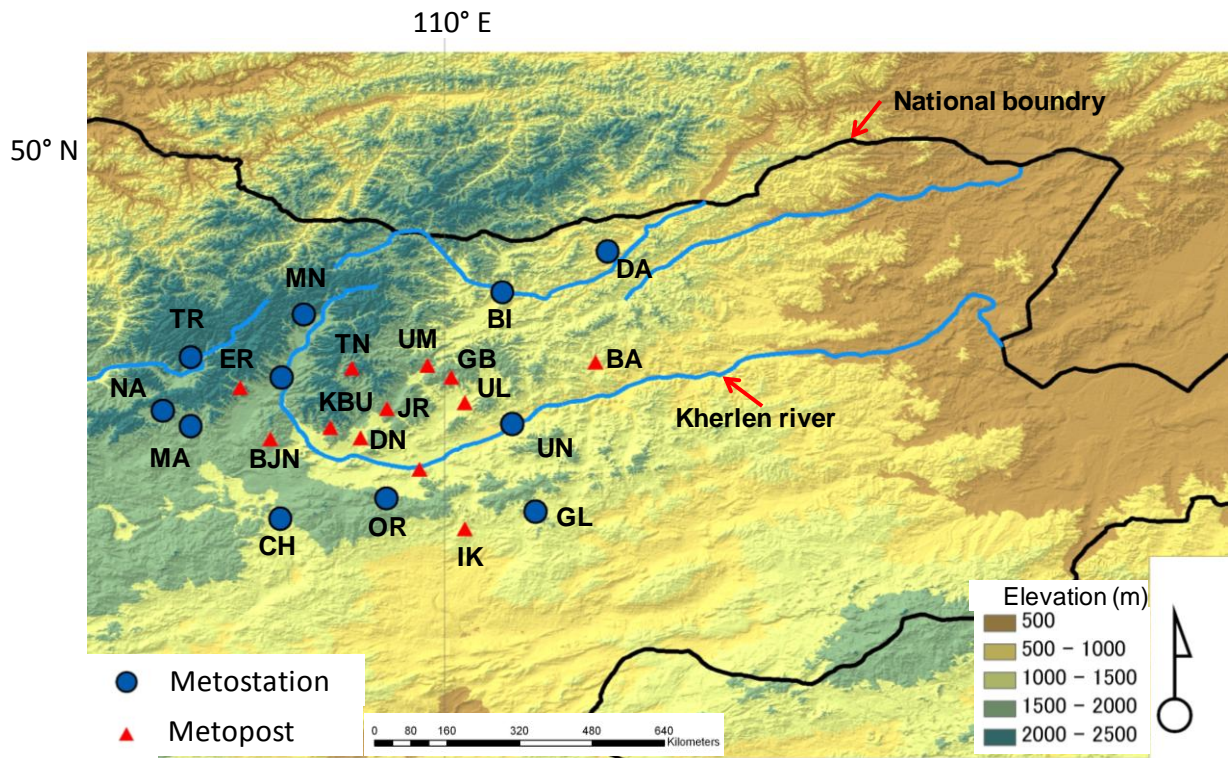 110° E
National boundry
50° N
DA
MN
BI
TR
UM
TN
GB
BA
ER
UL
NA
KBU
JR
Kherlen river
DN
UN
MA
BJN
OR
GL
CH
IK
Elevation (m)
500
500 - 1000
1000 - 1500
1500 - 2000
2000 - 2500
Metostation
Metopost
0 80 160 320 480 640
Kilometers